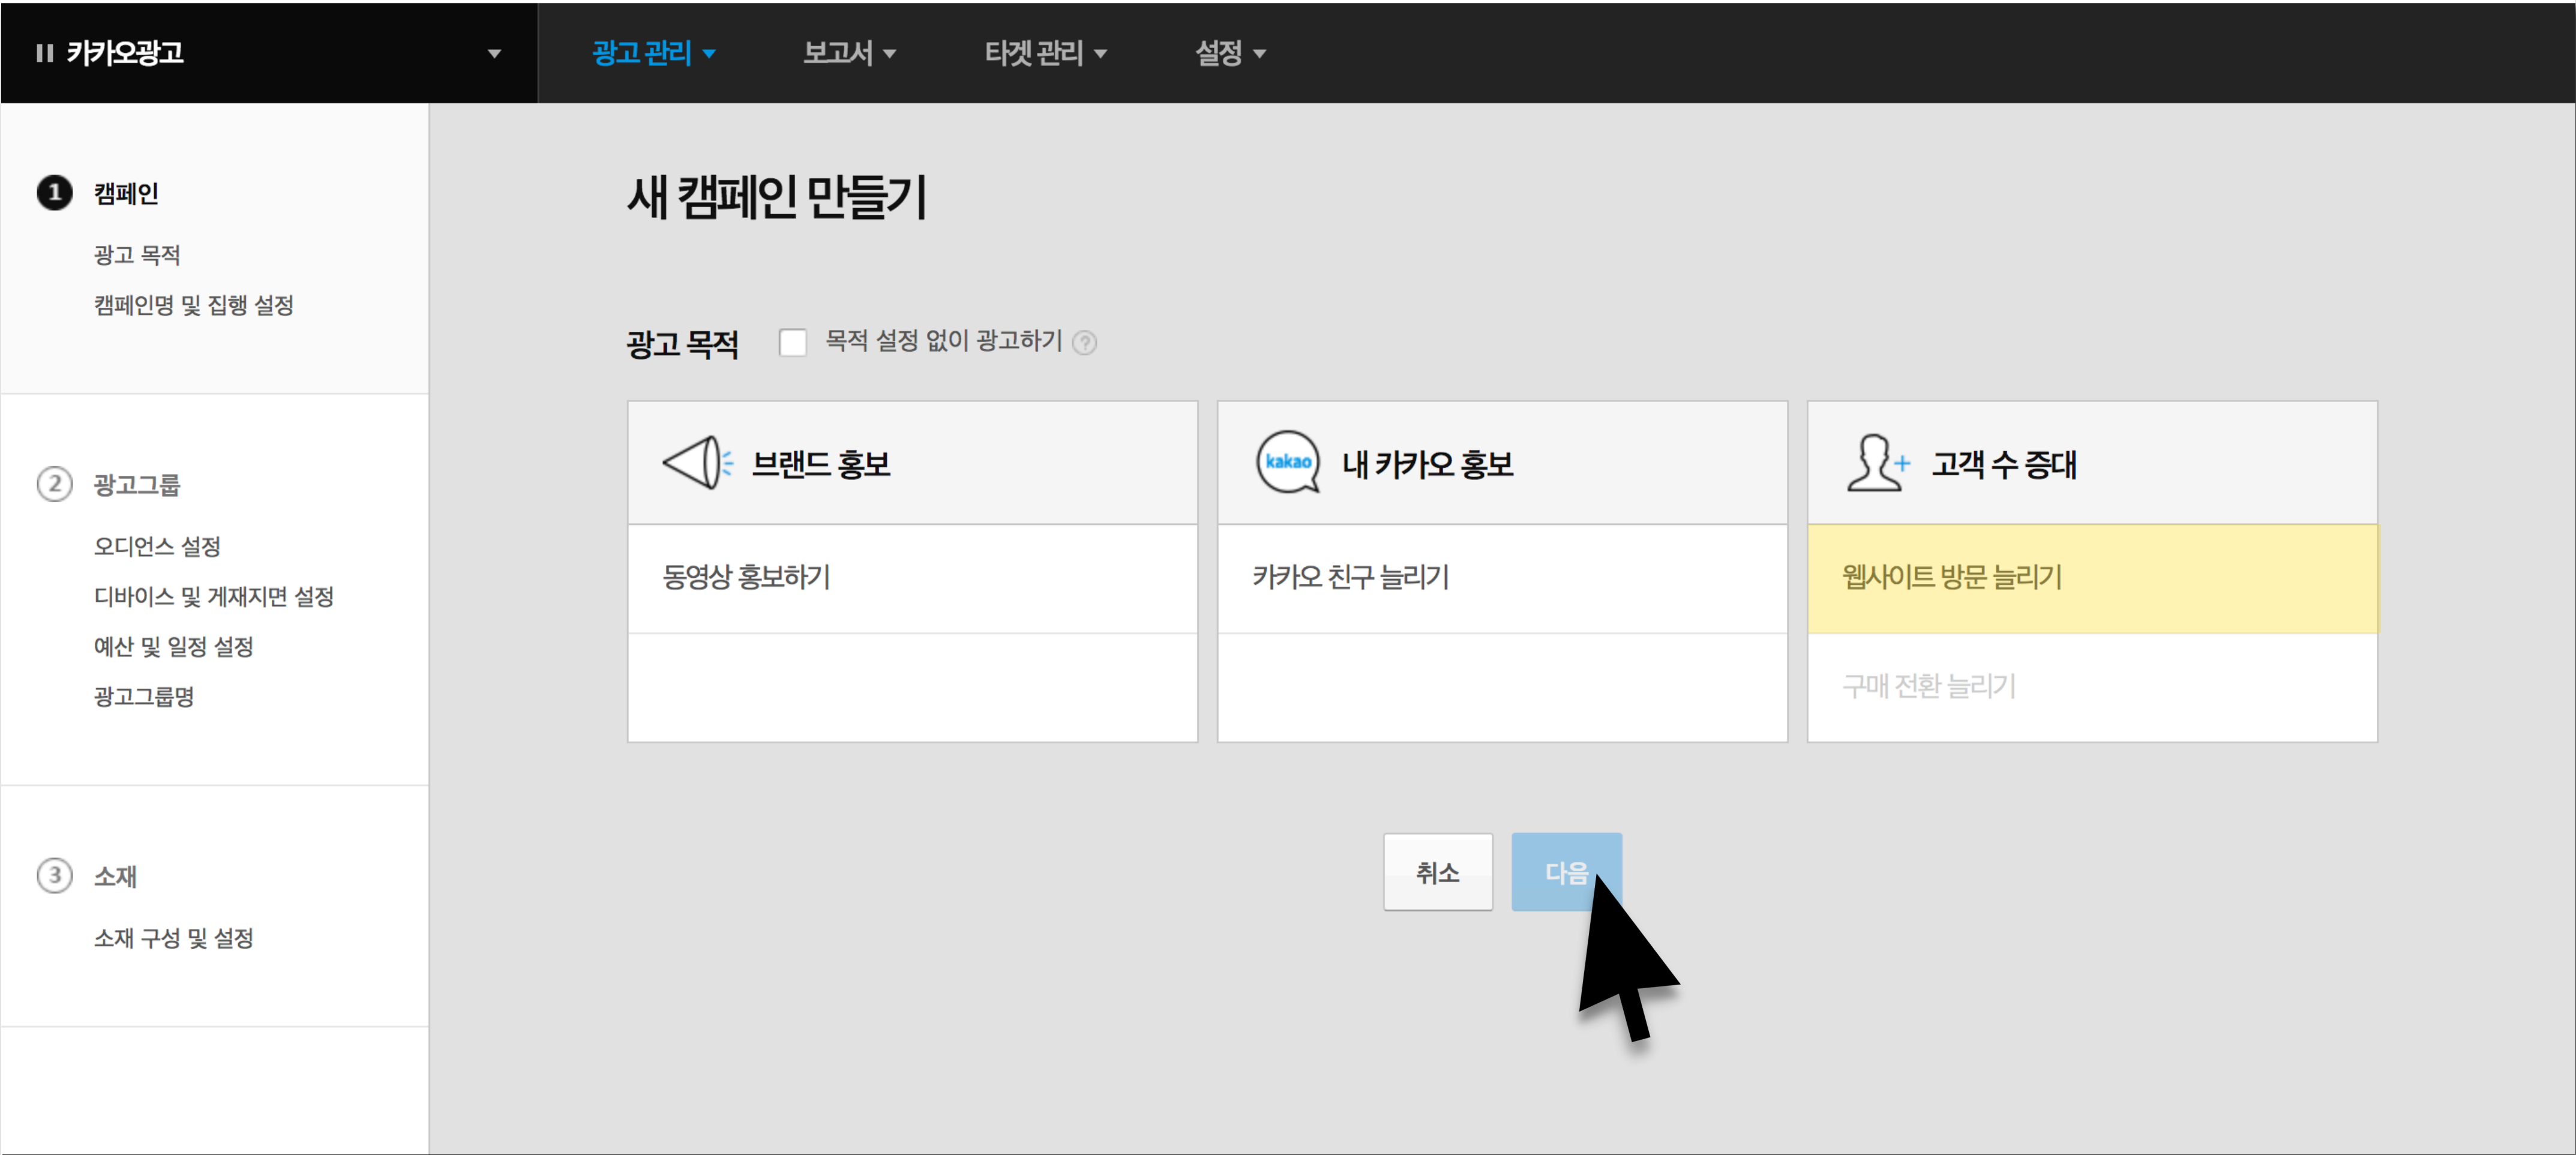 카카오광고
광고 관리
보고서
타겟 관리
설정
1 캠페인
광고 목적
캠페인명 및 집행 설정
2 광고그룹
오디언스 설정
디바이스 및 게재지면 설정
예산 및 일정 설정
광고그룹명
3 소재
소재 구성 및 설정
새 캠페인 만들기
광고 목적 목적 설정 없이 광고하기 ?
브랜드 홍보
동영상 홍보하기
kakao 내 카카오 홍보
카카오 친구 늘리기
고객 수 증대
웹사이트 방문 늘리기
구매 전환 늘리기
취소
다음